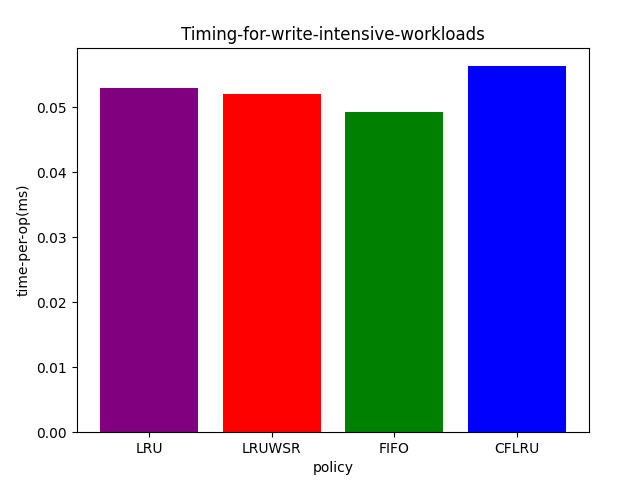 Timing-for-write-intensive-workloads
time-per-op(ms)
0.05
0.04
0.03
0.02
0.01
0.00
LRU LRUWSR FIFO CFLRU
policy